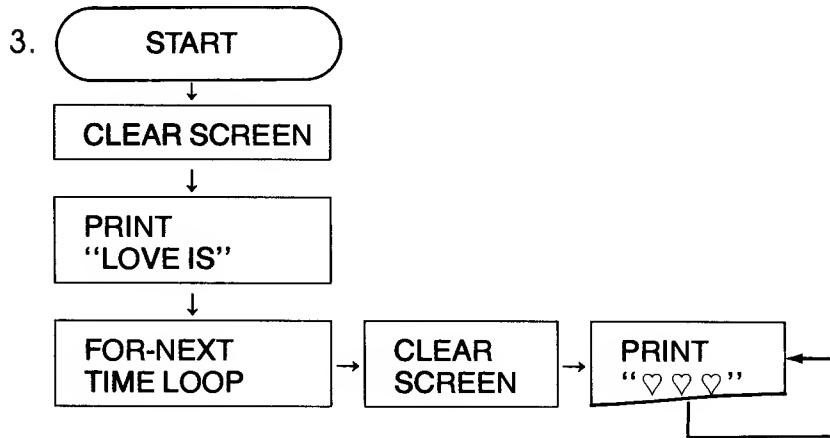 3.
START
CLEAR SCREEN
PRINT
‘‘LOVE IS’’
FOR-NEXT
TIME LOOP
CLEAR
SCREEN
PRINT
‘‘♡ ♡ ♡’’